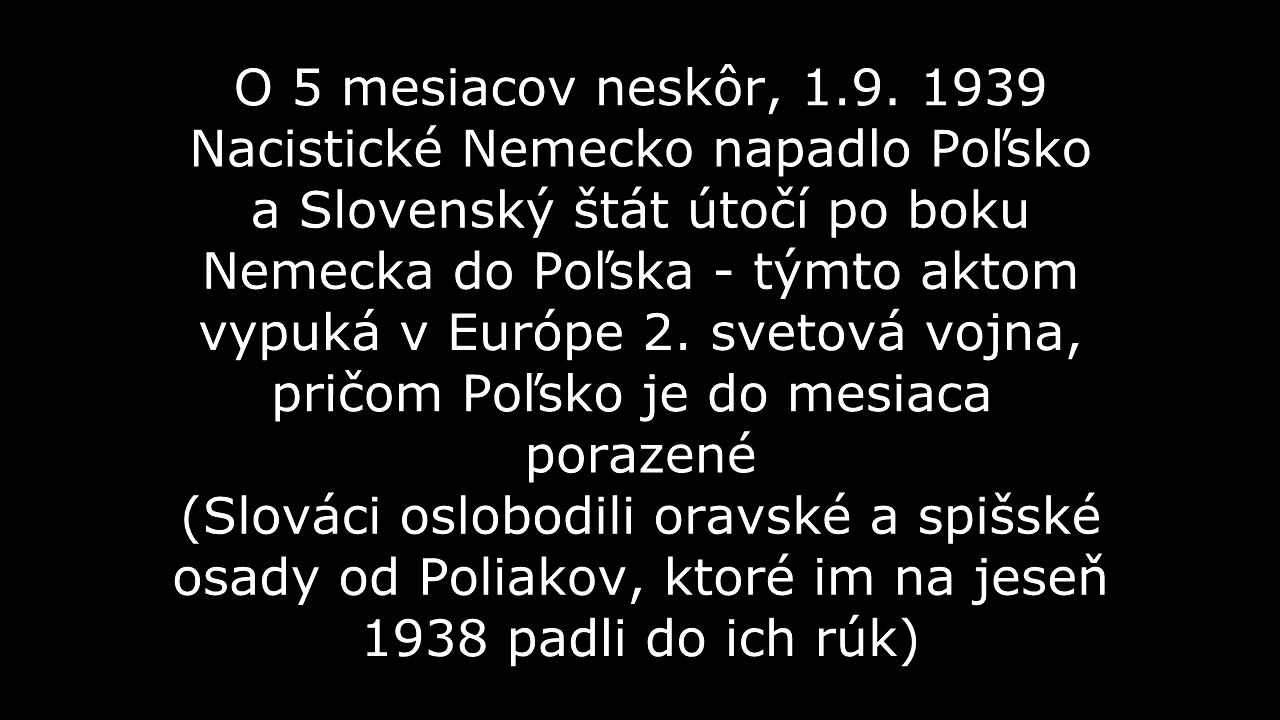 O 5 mesiacov neskôr, 1.9. 1939
Nacistické Nemecko napadlo Poľsko
a Slovenský štát útočí po boku
Nemecka do Poľska - týmto aktom
vypuká v Európe 2. svetová vojna,
pričom Poľsko je do mesiaca
porazené
(Slováci oslobodili oravské a spišské
osady od Poliakov, ktoré im na jeseň
1938 padli do ich rúk)